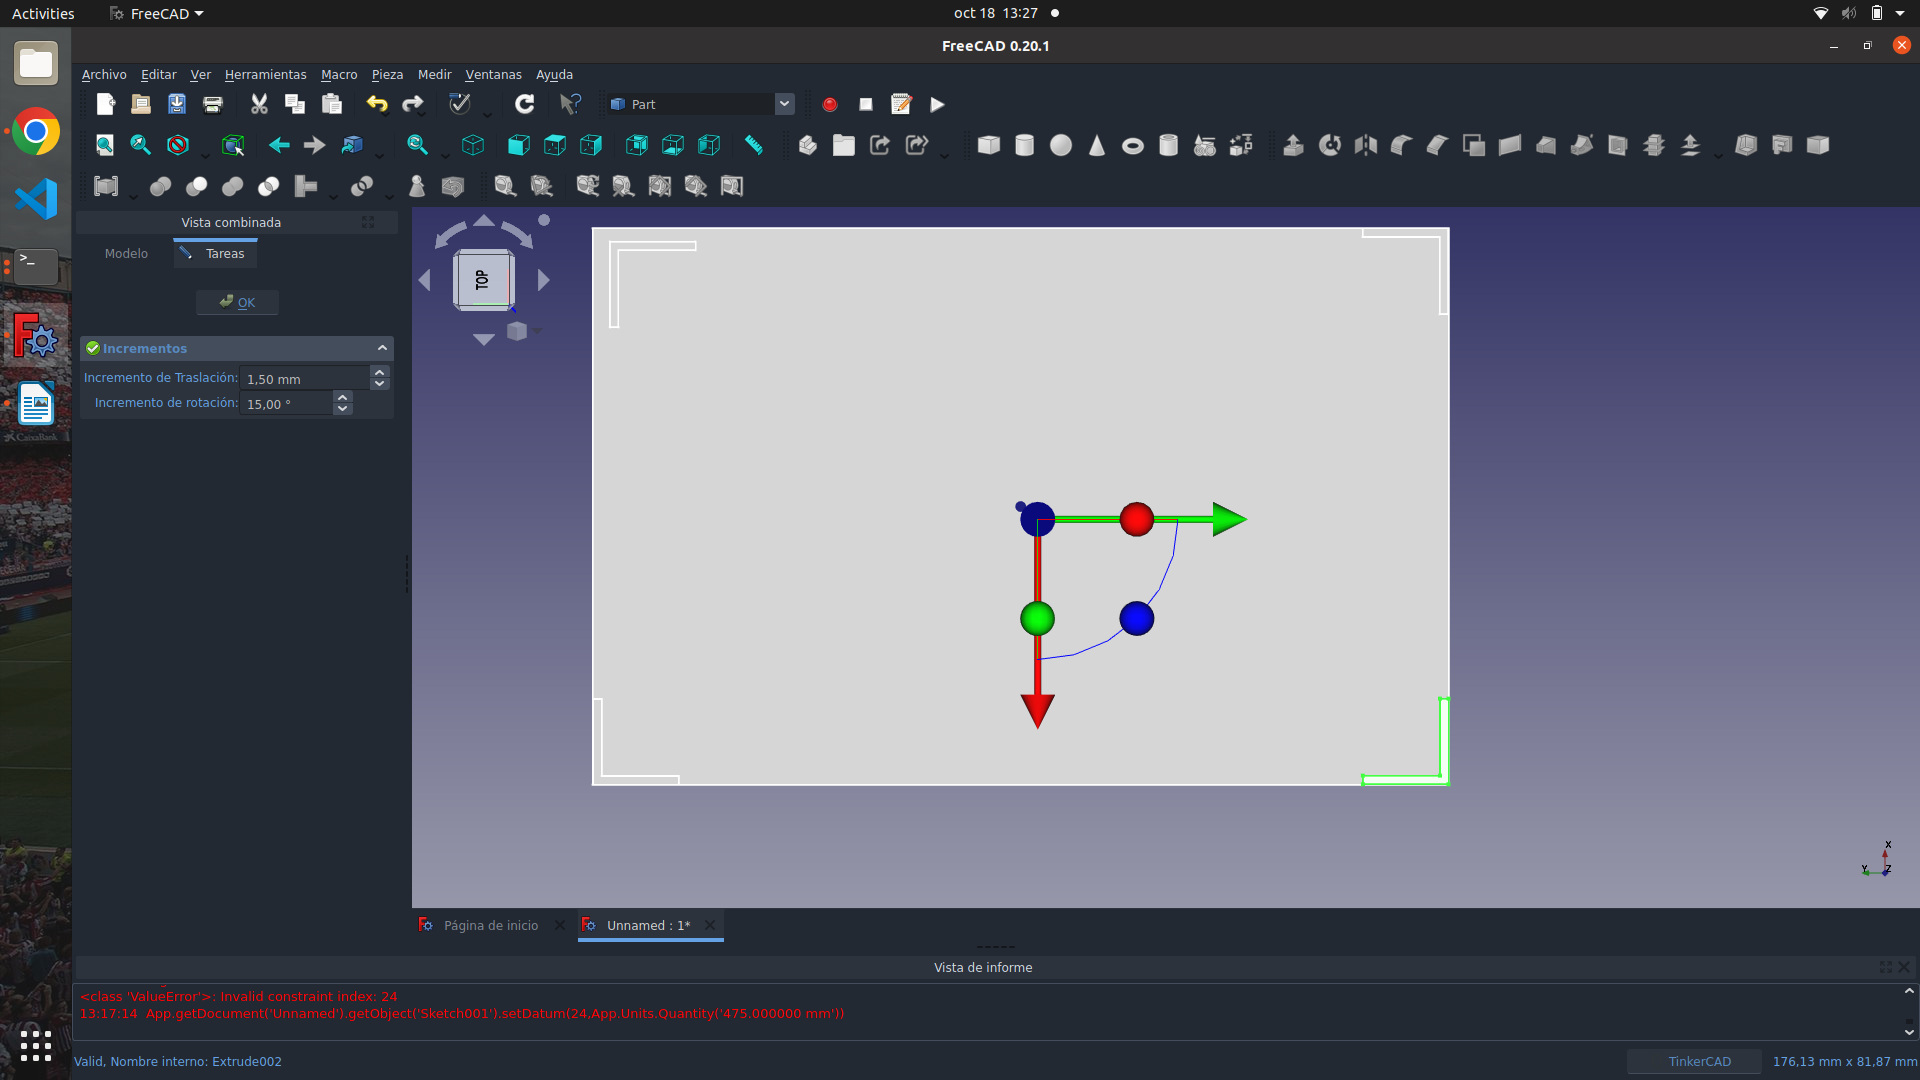 Activities
FreeCAD
oct 18 13:27
FreeCAD 0.20.1
Archivo Editar Ver Herramientas Macro Pieza Medir Ventanas Ayuda
Part
Vista combinada
Modelo Tareas
TOP
OK
Incrementos
Incremento de Traslación: 1,50 mm
Incremento de rotación: 15,00 °
X
Y
Z
Página de inicio
Unnamed : 1*
Vista de informe
<class 'ValueError'>: Invalid constraint index: 24
13:17:14 App.getDocument('Unnamed').getObject('Sketch001').setDatum(24,App.Units.Quantity('475.000000 mm'))
Valid, Nombre interno: Extrude002
TinkerCAD
176,13 mm x 81,87 mm
CaixaBank